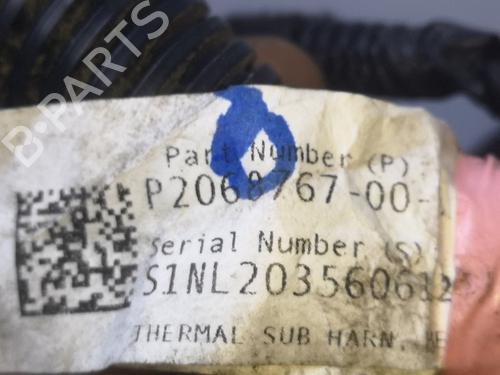 B-PARTS
Part Number (P)
P2068767-00-
Serial Number (S)
S1NL20356061
THERMAL SUB HARN,